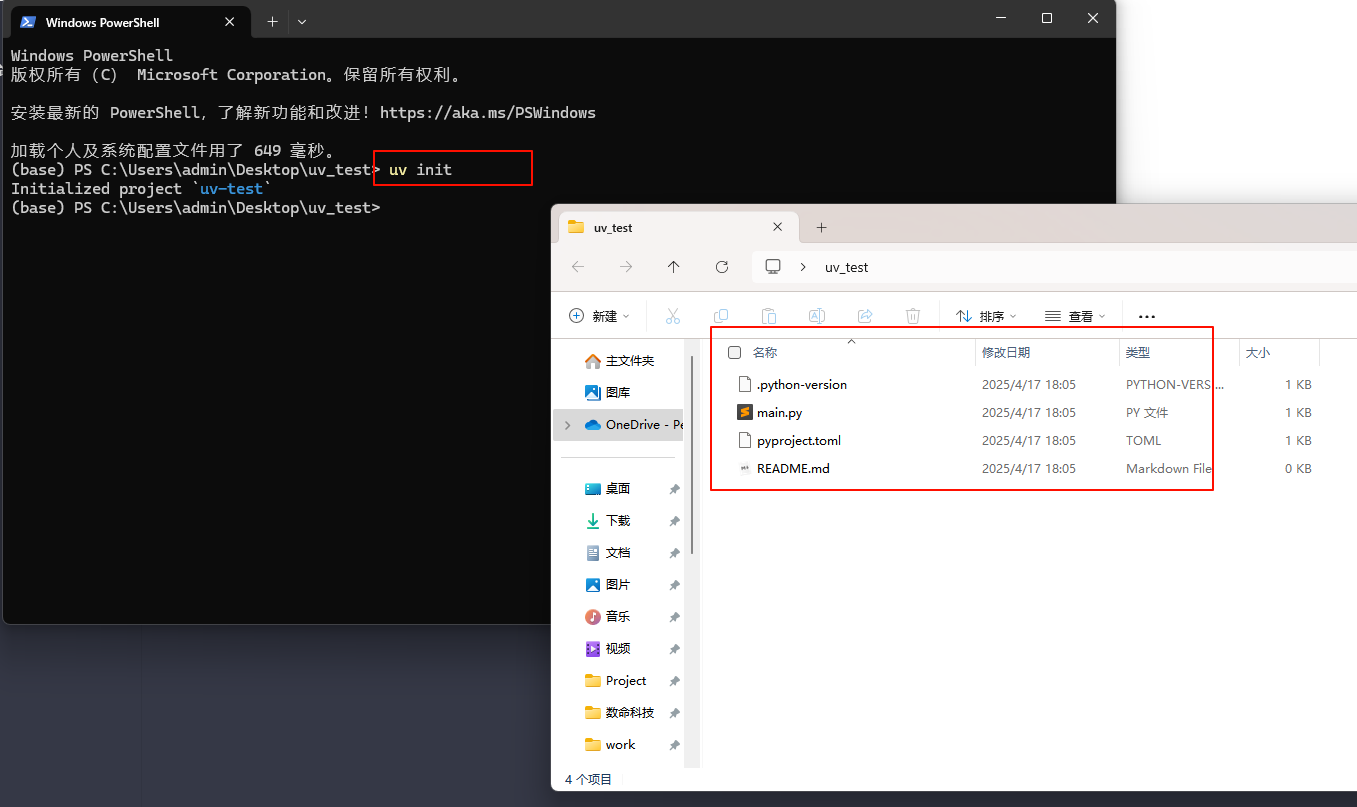 Windows PowerShell
Windows PowerShell
版权所有（C） Microsoft Corporation。保留所有权利。
安装最新的 PowerShell，了解新功能和改进！https://aka.ms/PSWindows
加载个人及系统配置文件用了 649 毫秒。
(base) PS C:\Users\admin\Desktop\uv_test> uv init
Initialized project `uv-test`
(base) PS C:\Users\admin\Desktop\uv_test>
uv_test
uv_test
新建 排序 查看
名称 修改日期 类型 大小
.python-version 2025/4/17 18:05 PYTHON-VERS... 1 KB
main.py 2025/4/17 18:05 PY 文件 1 KB
pyproject.toml 2025/4/17 18:05 TOML 1 KB
README.md 2025/4/17 18:05 Markdown File 0 KB
主文件夹
图库
OneDrive - Pe
桌面
下载
文档
图片
音乐
视频
Project
数命科技
work
4 个项目